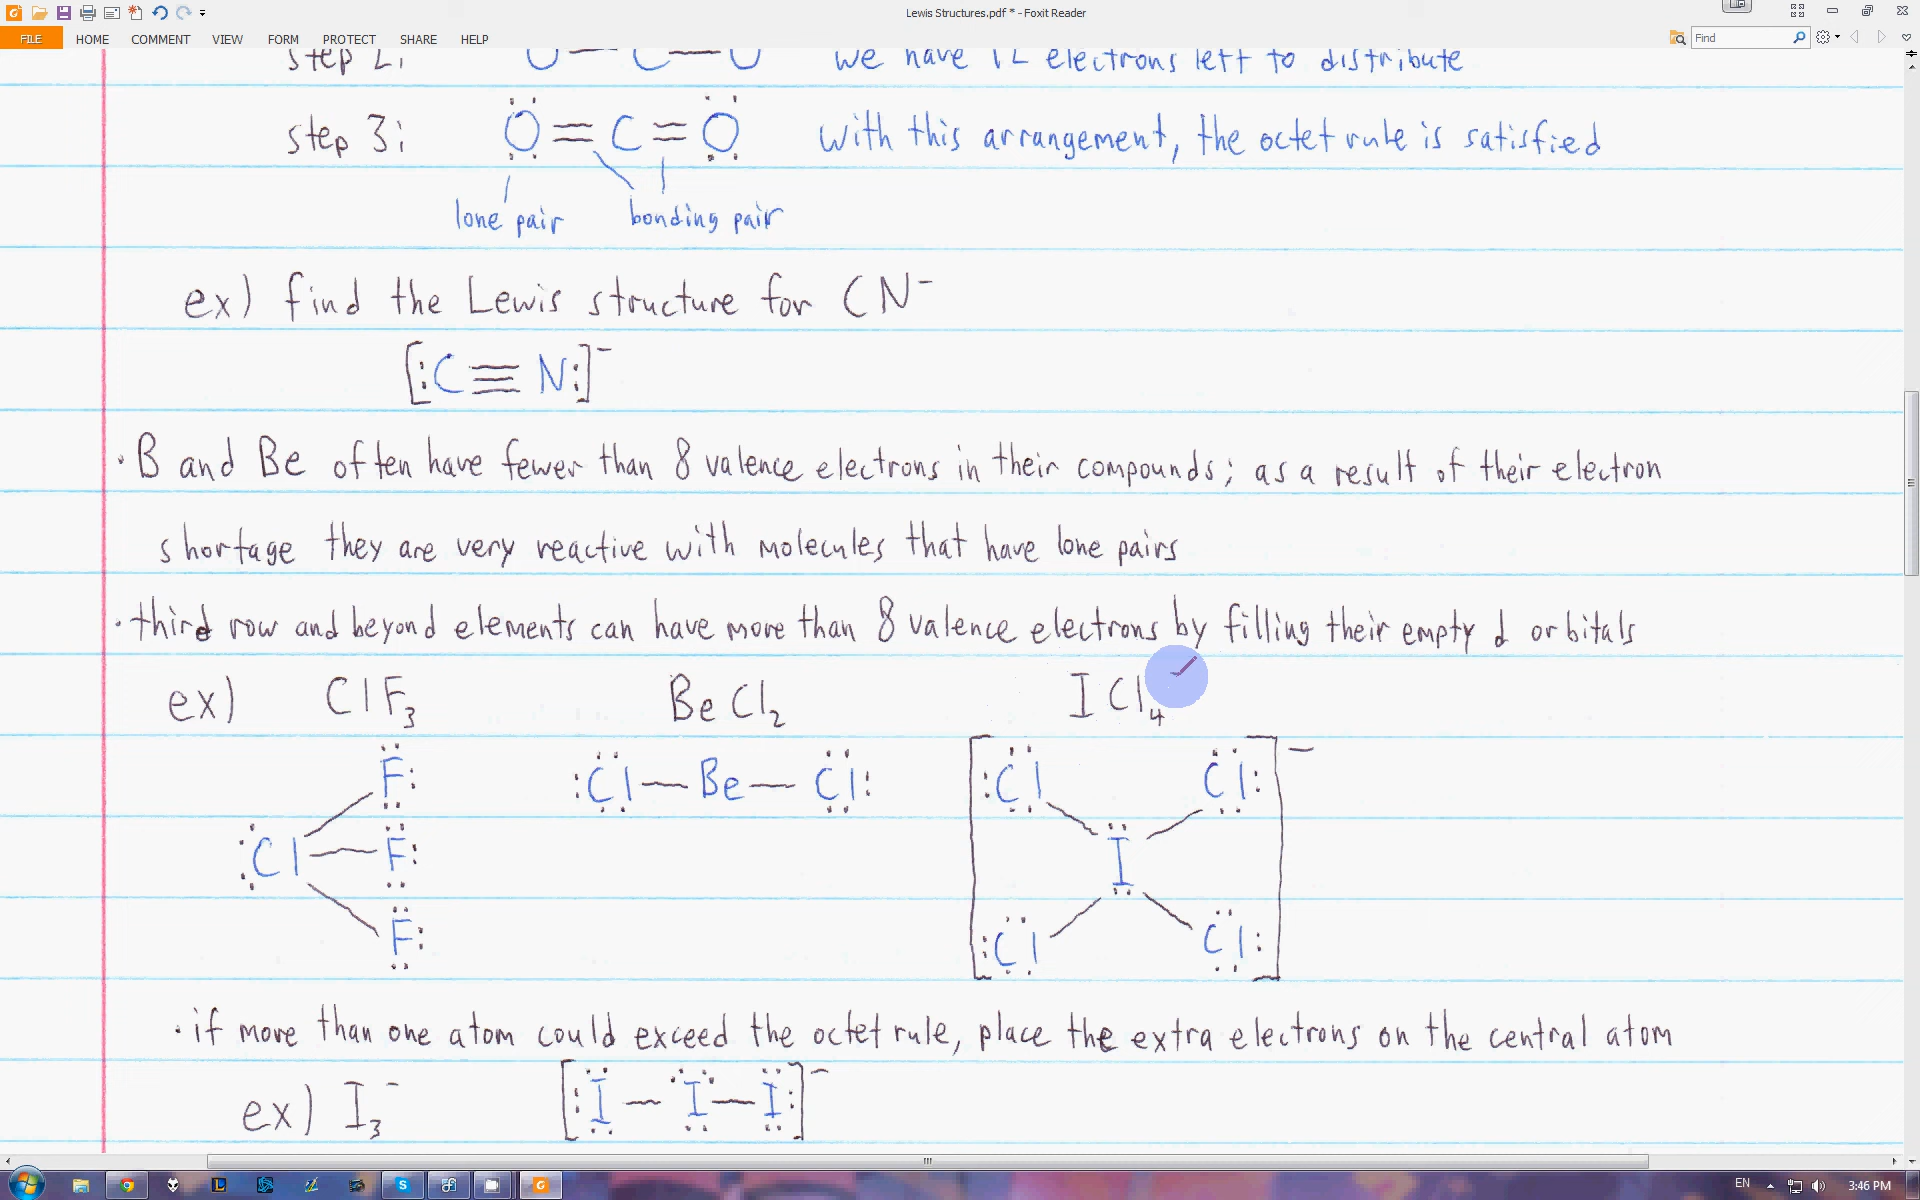 Lewis Structures.pdf * - Foxit Reader
FILE HOME COMMENT VIEW FORM PROTECT SHARE HELP
Find
step 2: O — C — O we have 12 electrons left to distribute
step 3: O = C = O with this arrangement, the octet rule is satisfied
lone pair bonding pair
ex) find the Lewis structure for CN⁻
[:C≡N:]⁻
· B and Be often have fewer than 8 valence electrons in their compounds; as a result of their electron
shortage they are very reactive with molecules that have lone pairs
· third row and beyond elements can have more than 8 valence electrons by filling their empty d orbitals
ex) ClF₃ BeCl₂ ICl₄
F: :Cl — Be — Cl: :Cl Cl: ⁻
:Cl F: I
F: :Cl Cl:
· if more than one atom could exceed the octet rule, place the extra electrons on the central atom
ex) I₃⁻ [:I — I — I:]⁻
EN 3:46 PM